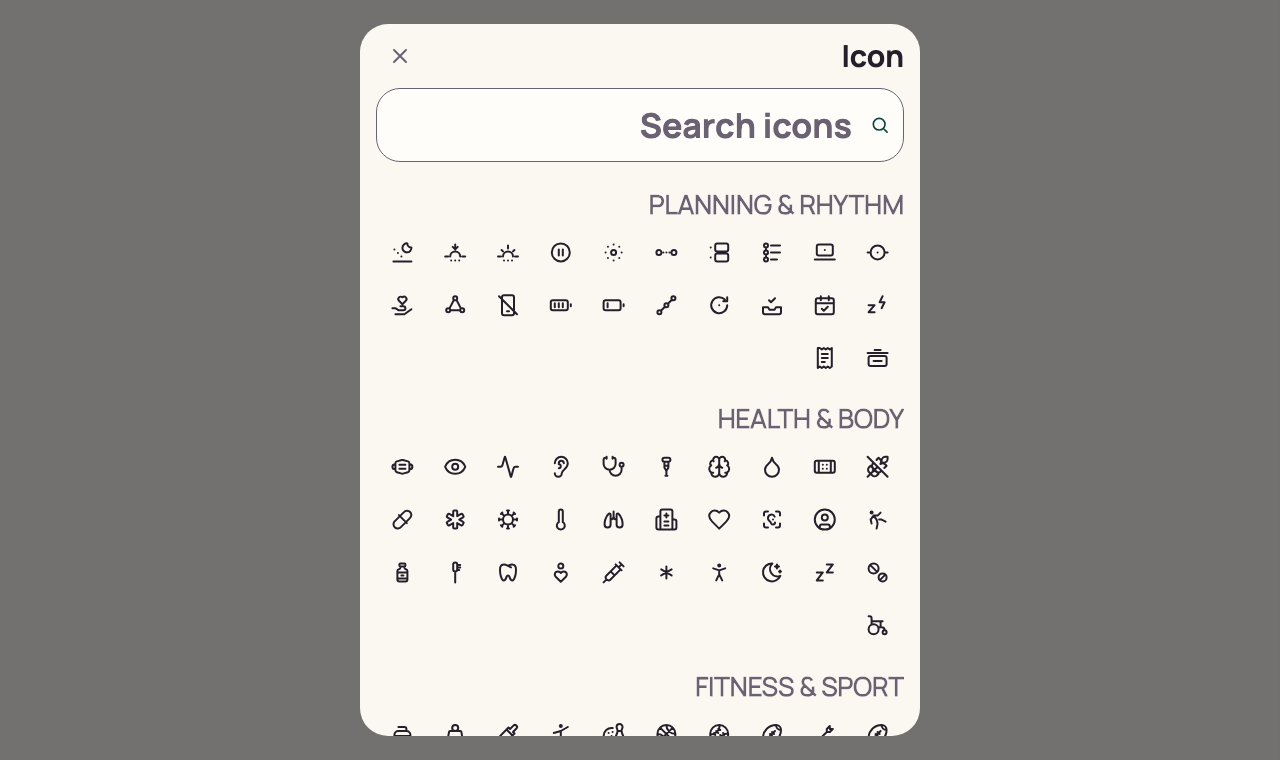 Icon
Search icons
PLANNING & RHYTHM
HEALTH & BODY
FITNESS & SPORT